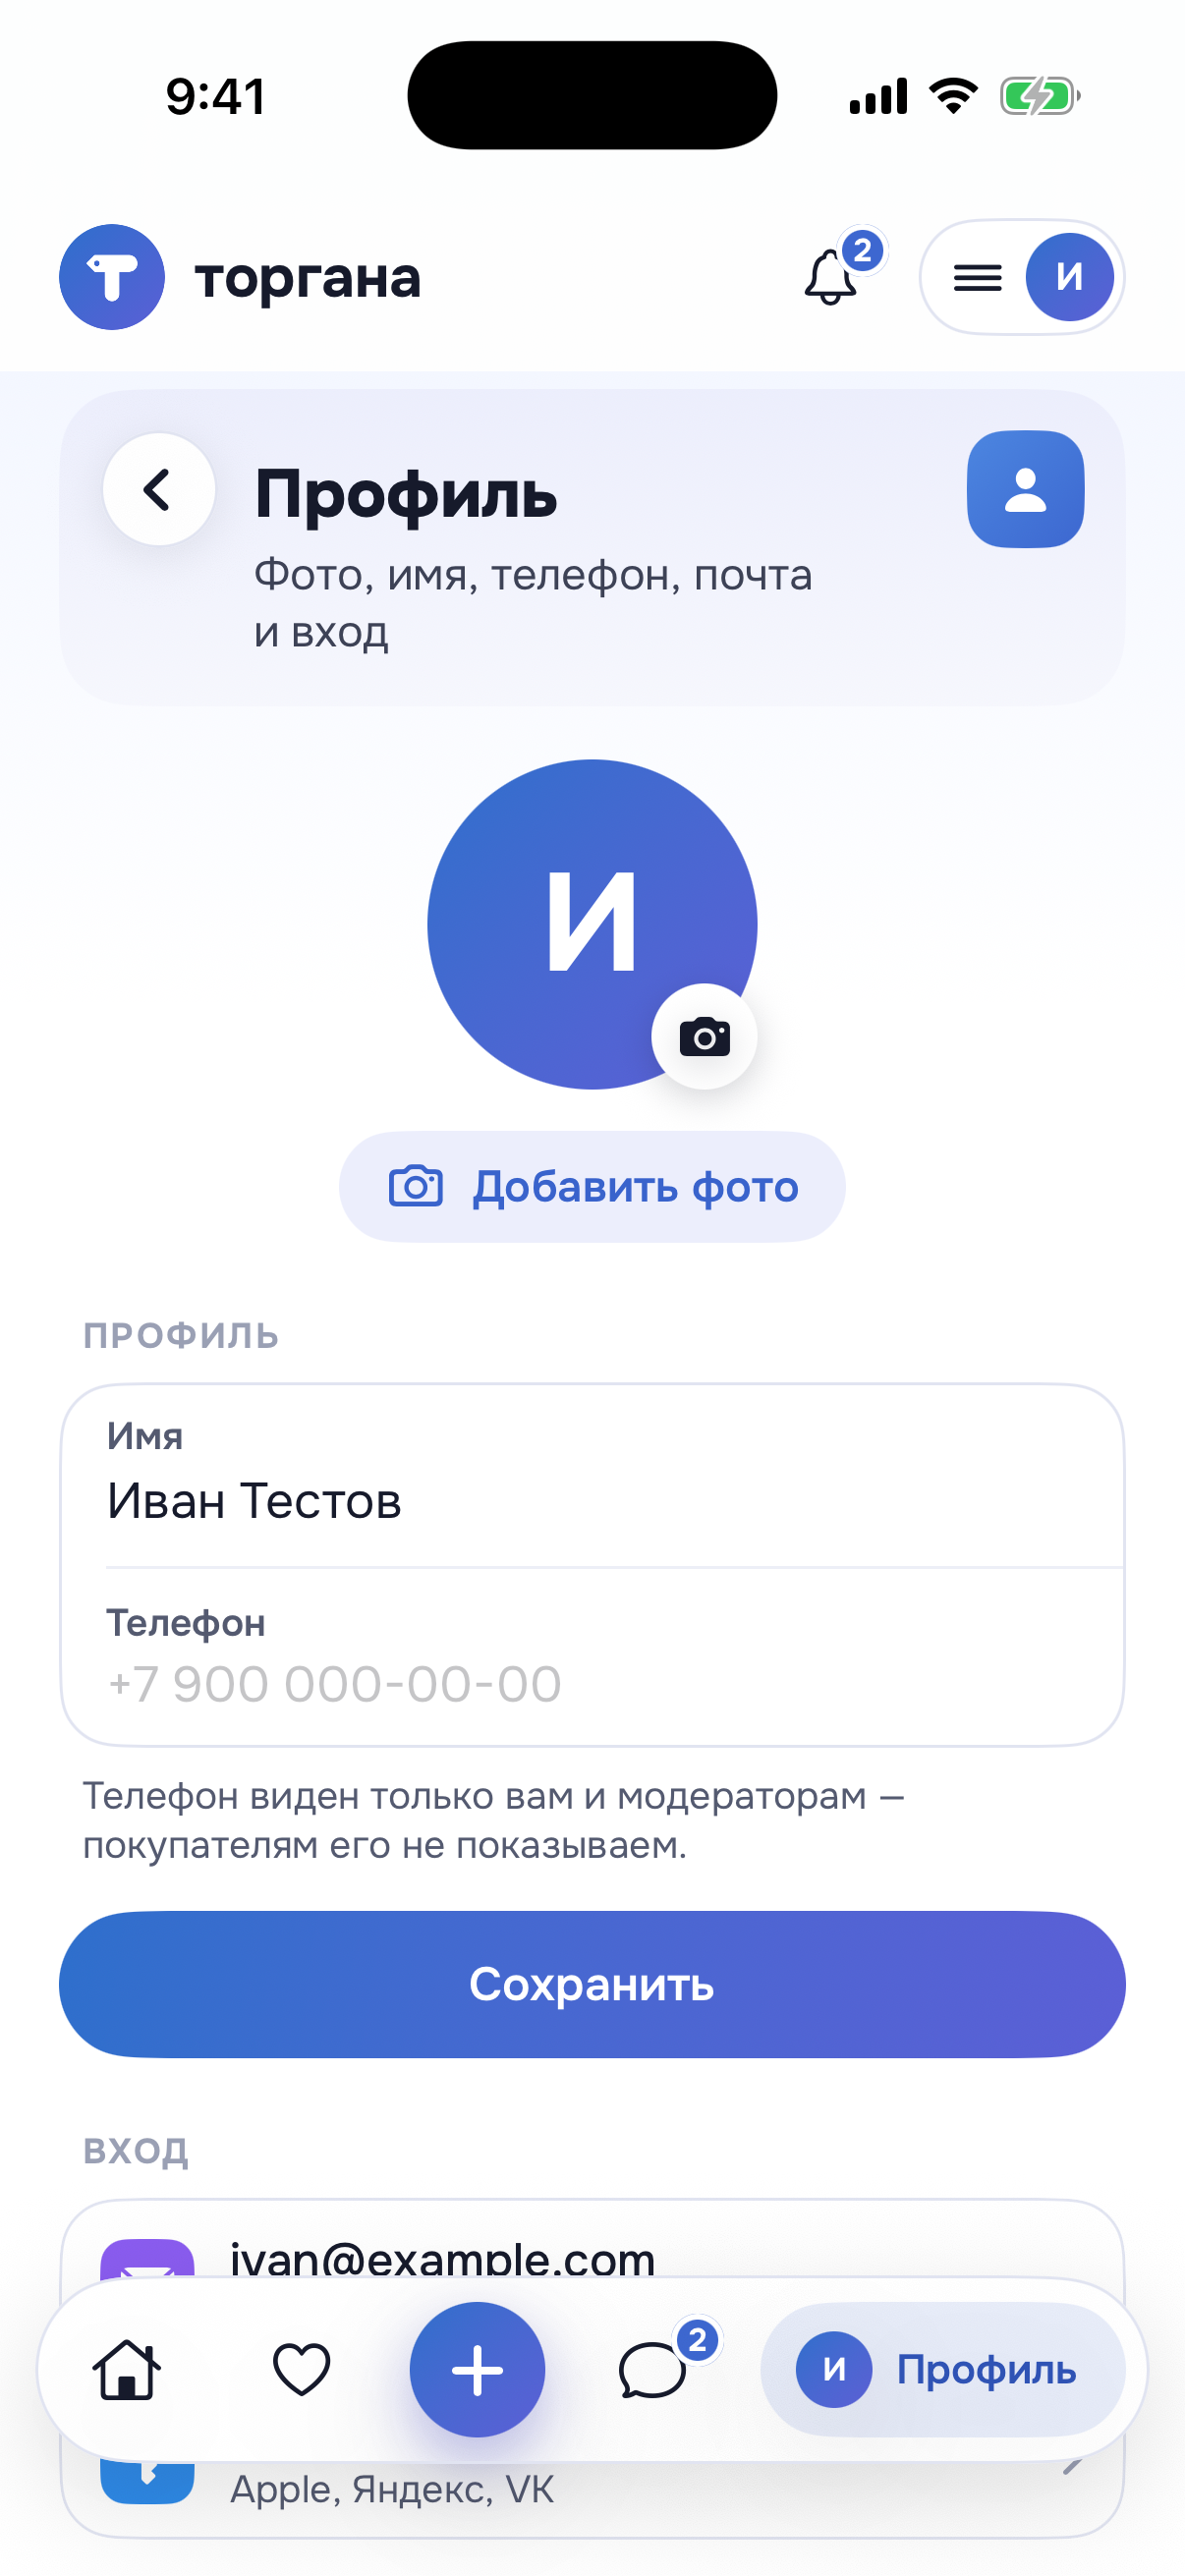 9:41
торгана
2
И
Профиль
Фото, имя, телефон, почта
и вход
И
Добавить фото
ПРОФИЛЬ
Имя
Иван Тестов
Телефон
+7 900 000-00-00
Телефон виден только вам и модераторам —
покупателям его не показываем.
Сохранить
ВХОД
ivan@example.com
2
И
Профиль
Apple, Яндекс, VK